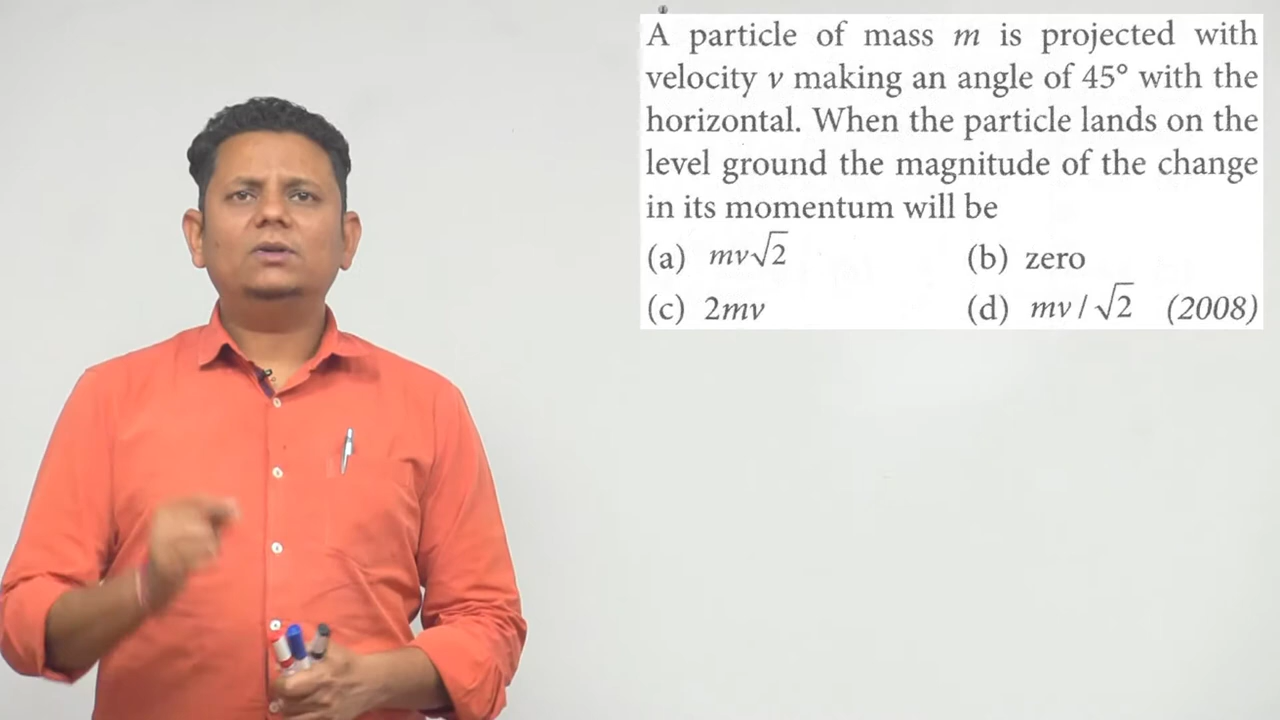 A particle of mass m is projected with
velocity v making an angle of 45° with the
horizontal. When the particle lands on the
level ground the magnitude of the change
in its momentum will be
(a) mv√2 (b) zero
(c) 2mv (d) mv / √2 (2008)